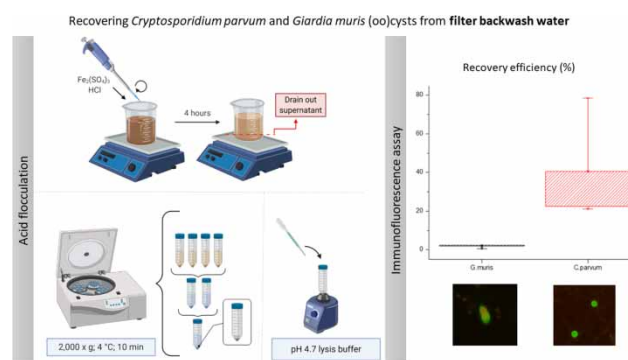 Recovering Cryptosporidium parvum and Giardia muris (oo)cysts from filter backwash water
Acid flocculation
Fe₂(SO₄)₃
HCl
4 hours
Drain out
supernatant
2,000 x g; 4 °C; 10 min
pH 4.7 lysis buffer
Immunofluorescence assay
Recovery efficiency (%)
80
60
40
20
0
G.muris
C.parvum